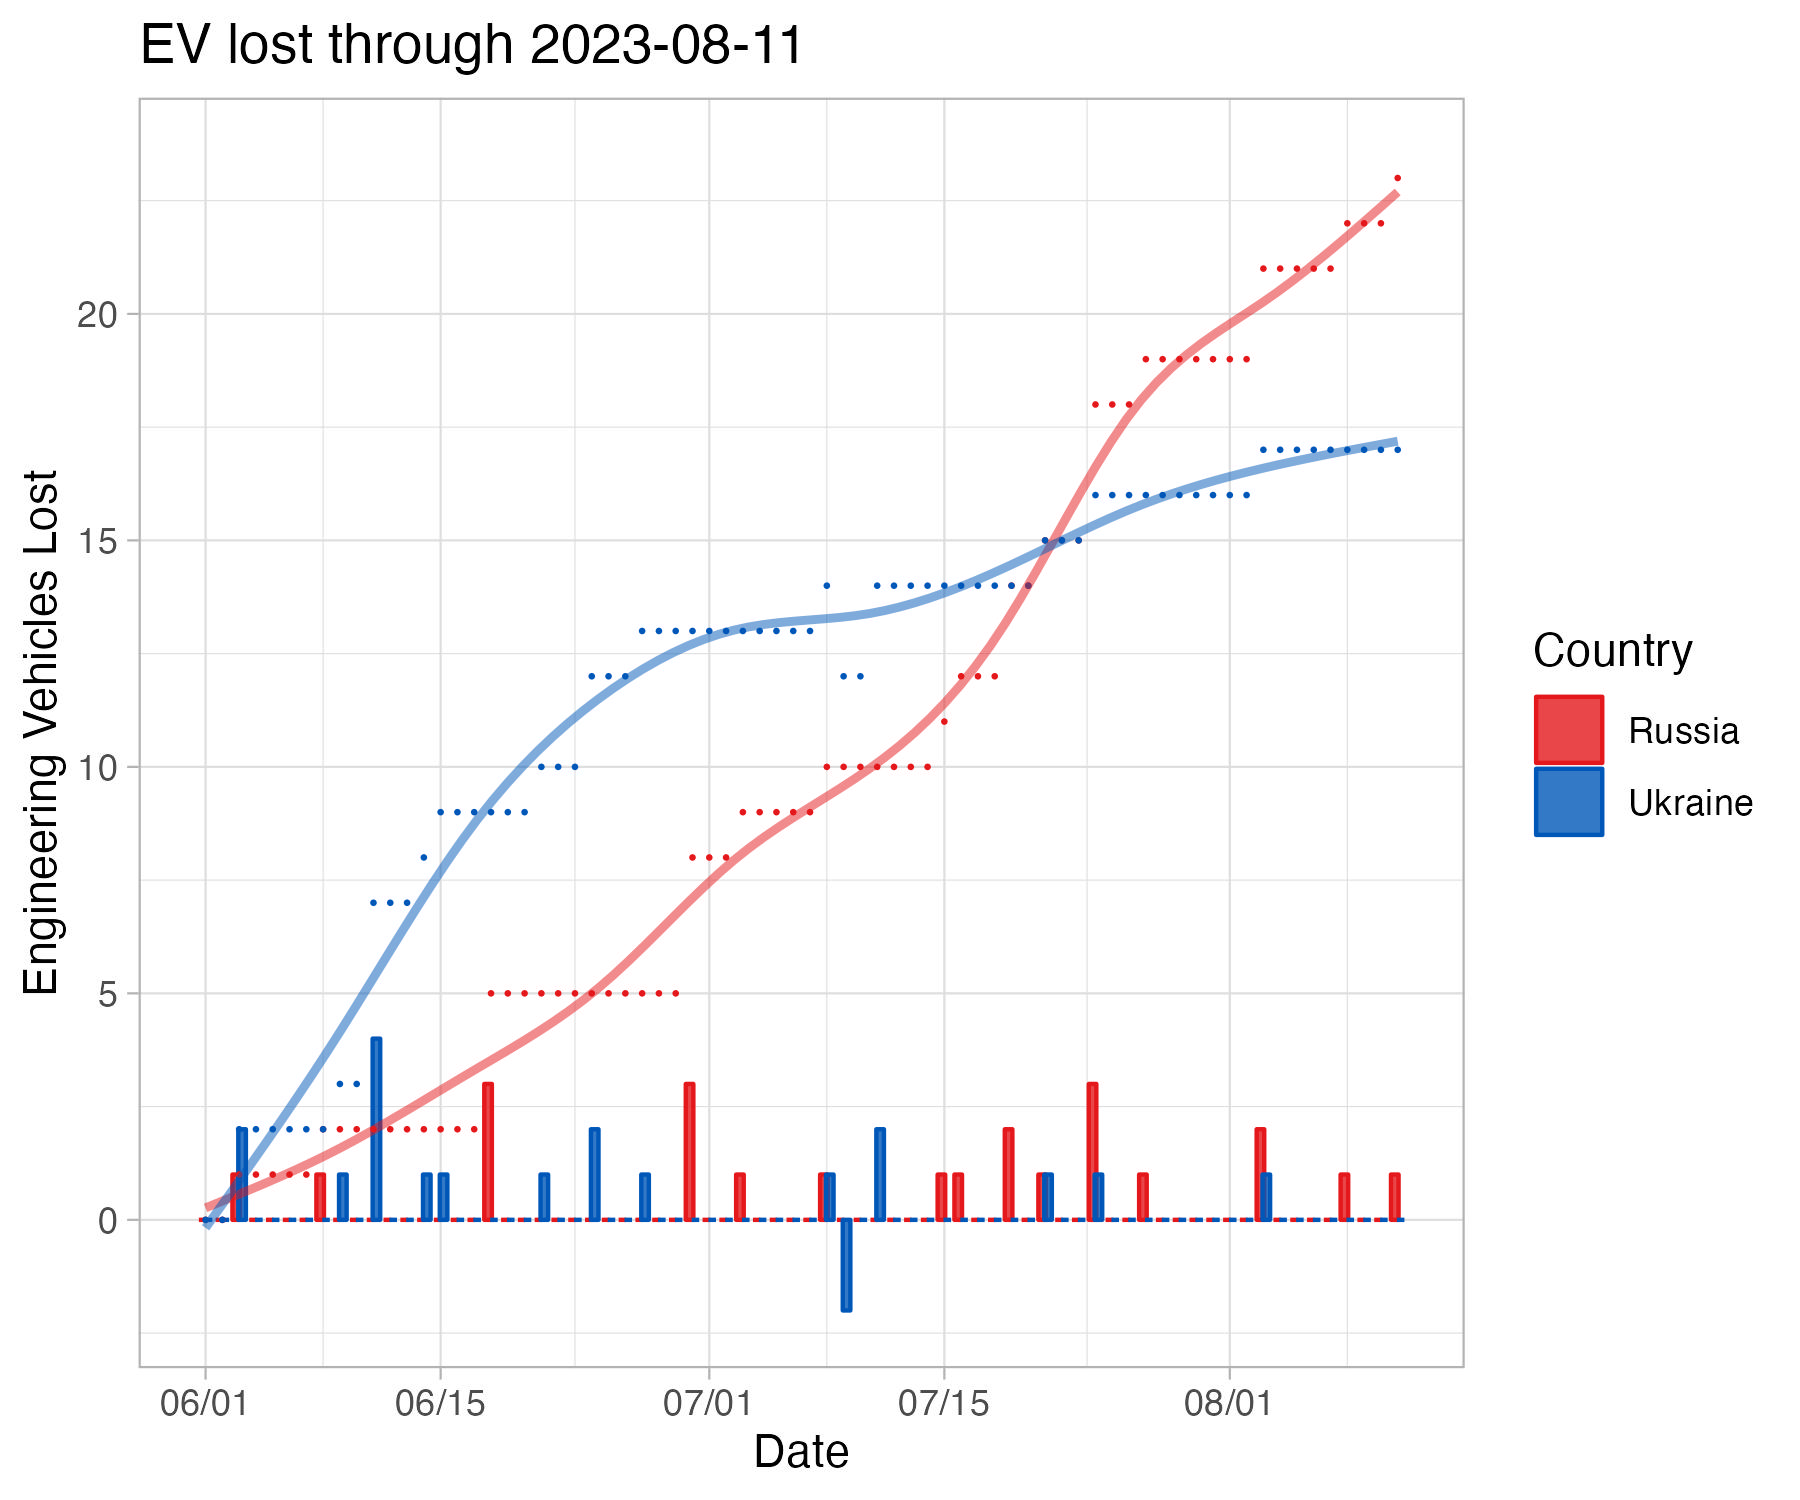 EV lost through 2023-08-11
Engineering Vehicles Lost
20
15
10
5
0
06/01
06/15
07/01
07/15
08/01
Date
Country
Russia
Ukraine